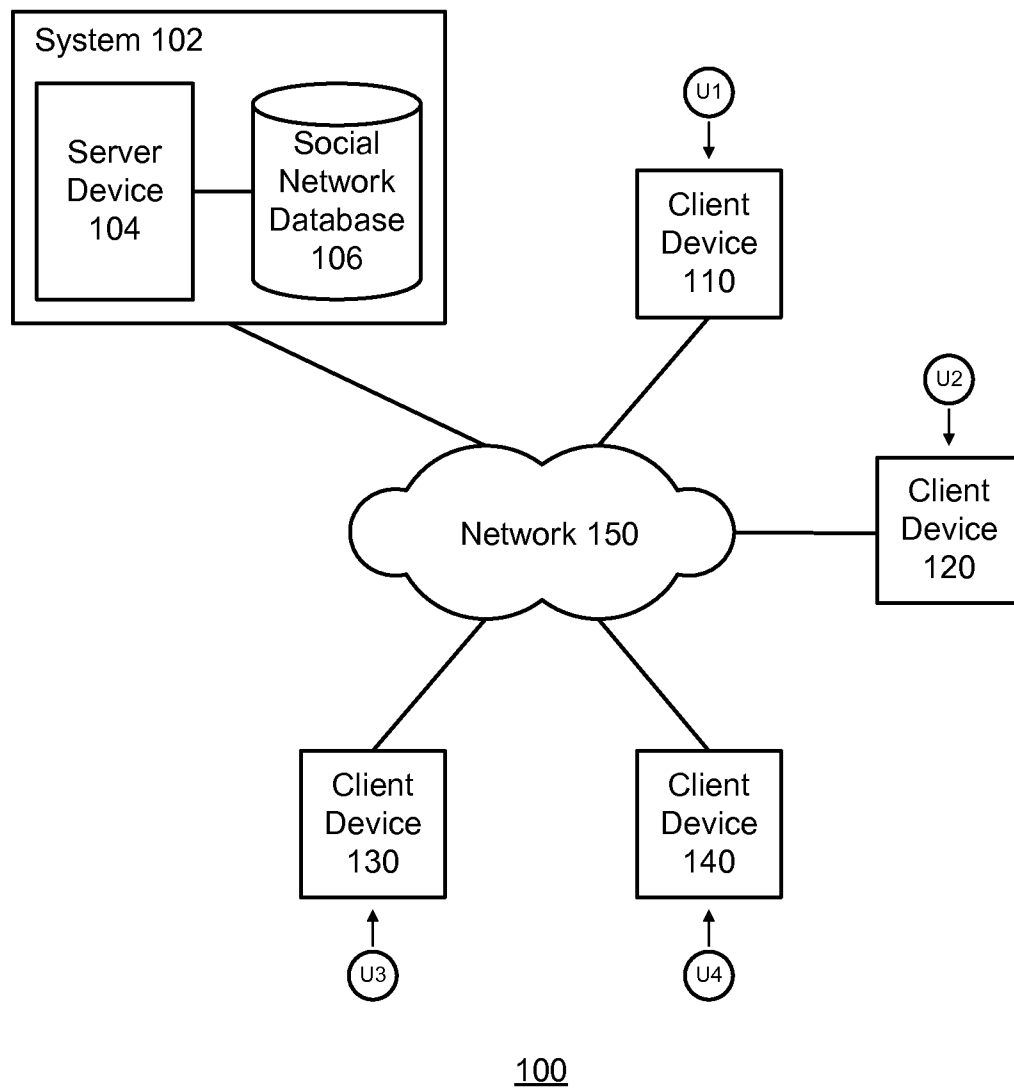 System 102
Server
Device
104
Social
Network
Database
106
U1
Client
Device
110
U2
Client
Device
120
Network 150
Client
Device
130
U3
Client
Device
140
U4
100